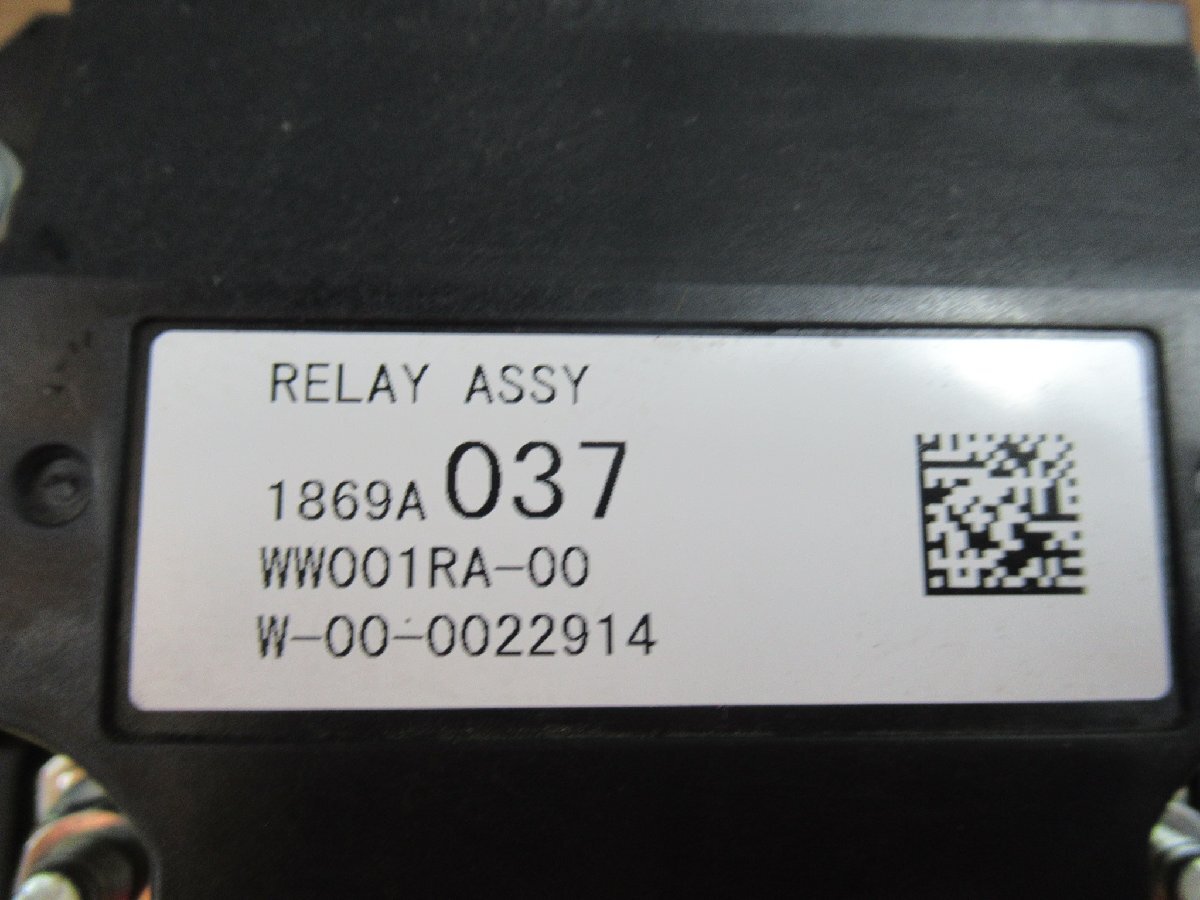 RELAY ASSY
1869A 037
WW001RA-00
W-00-0022914